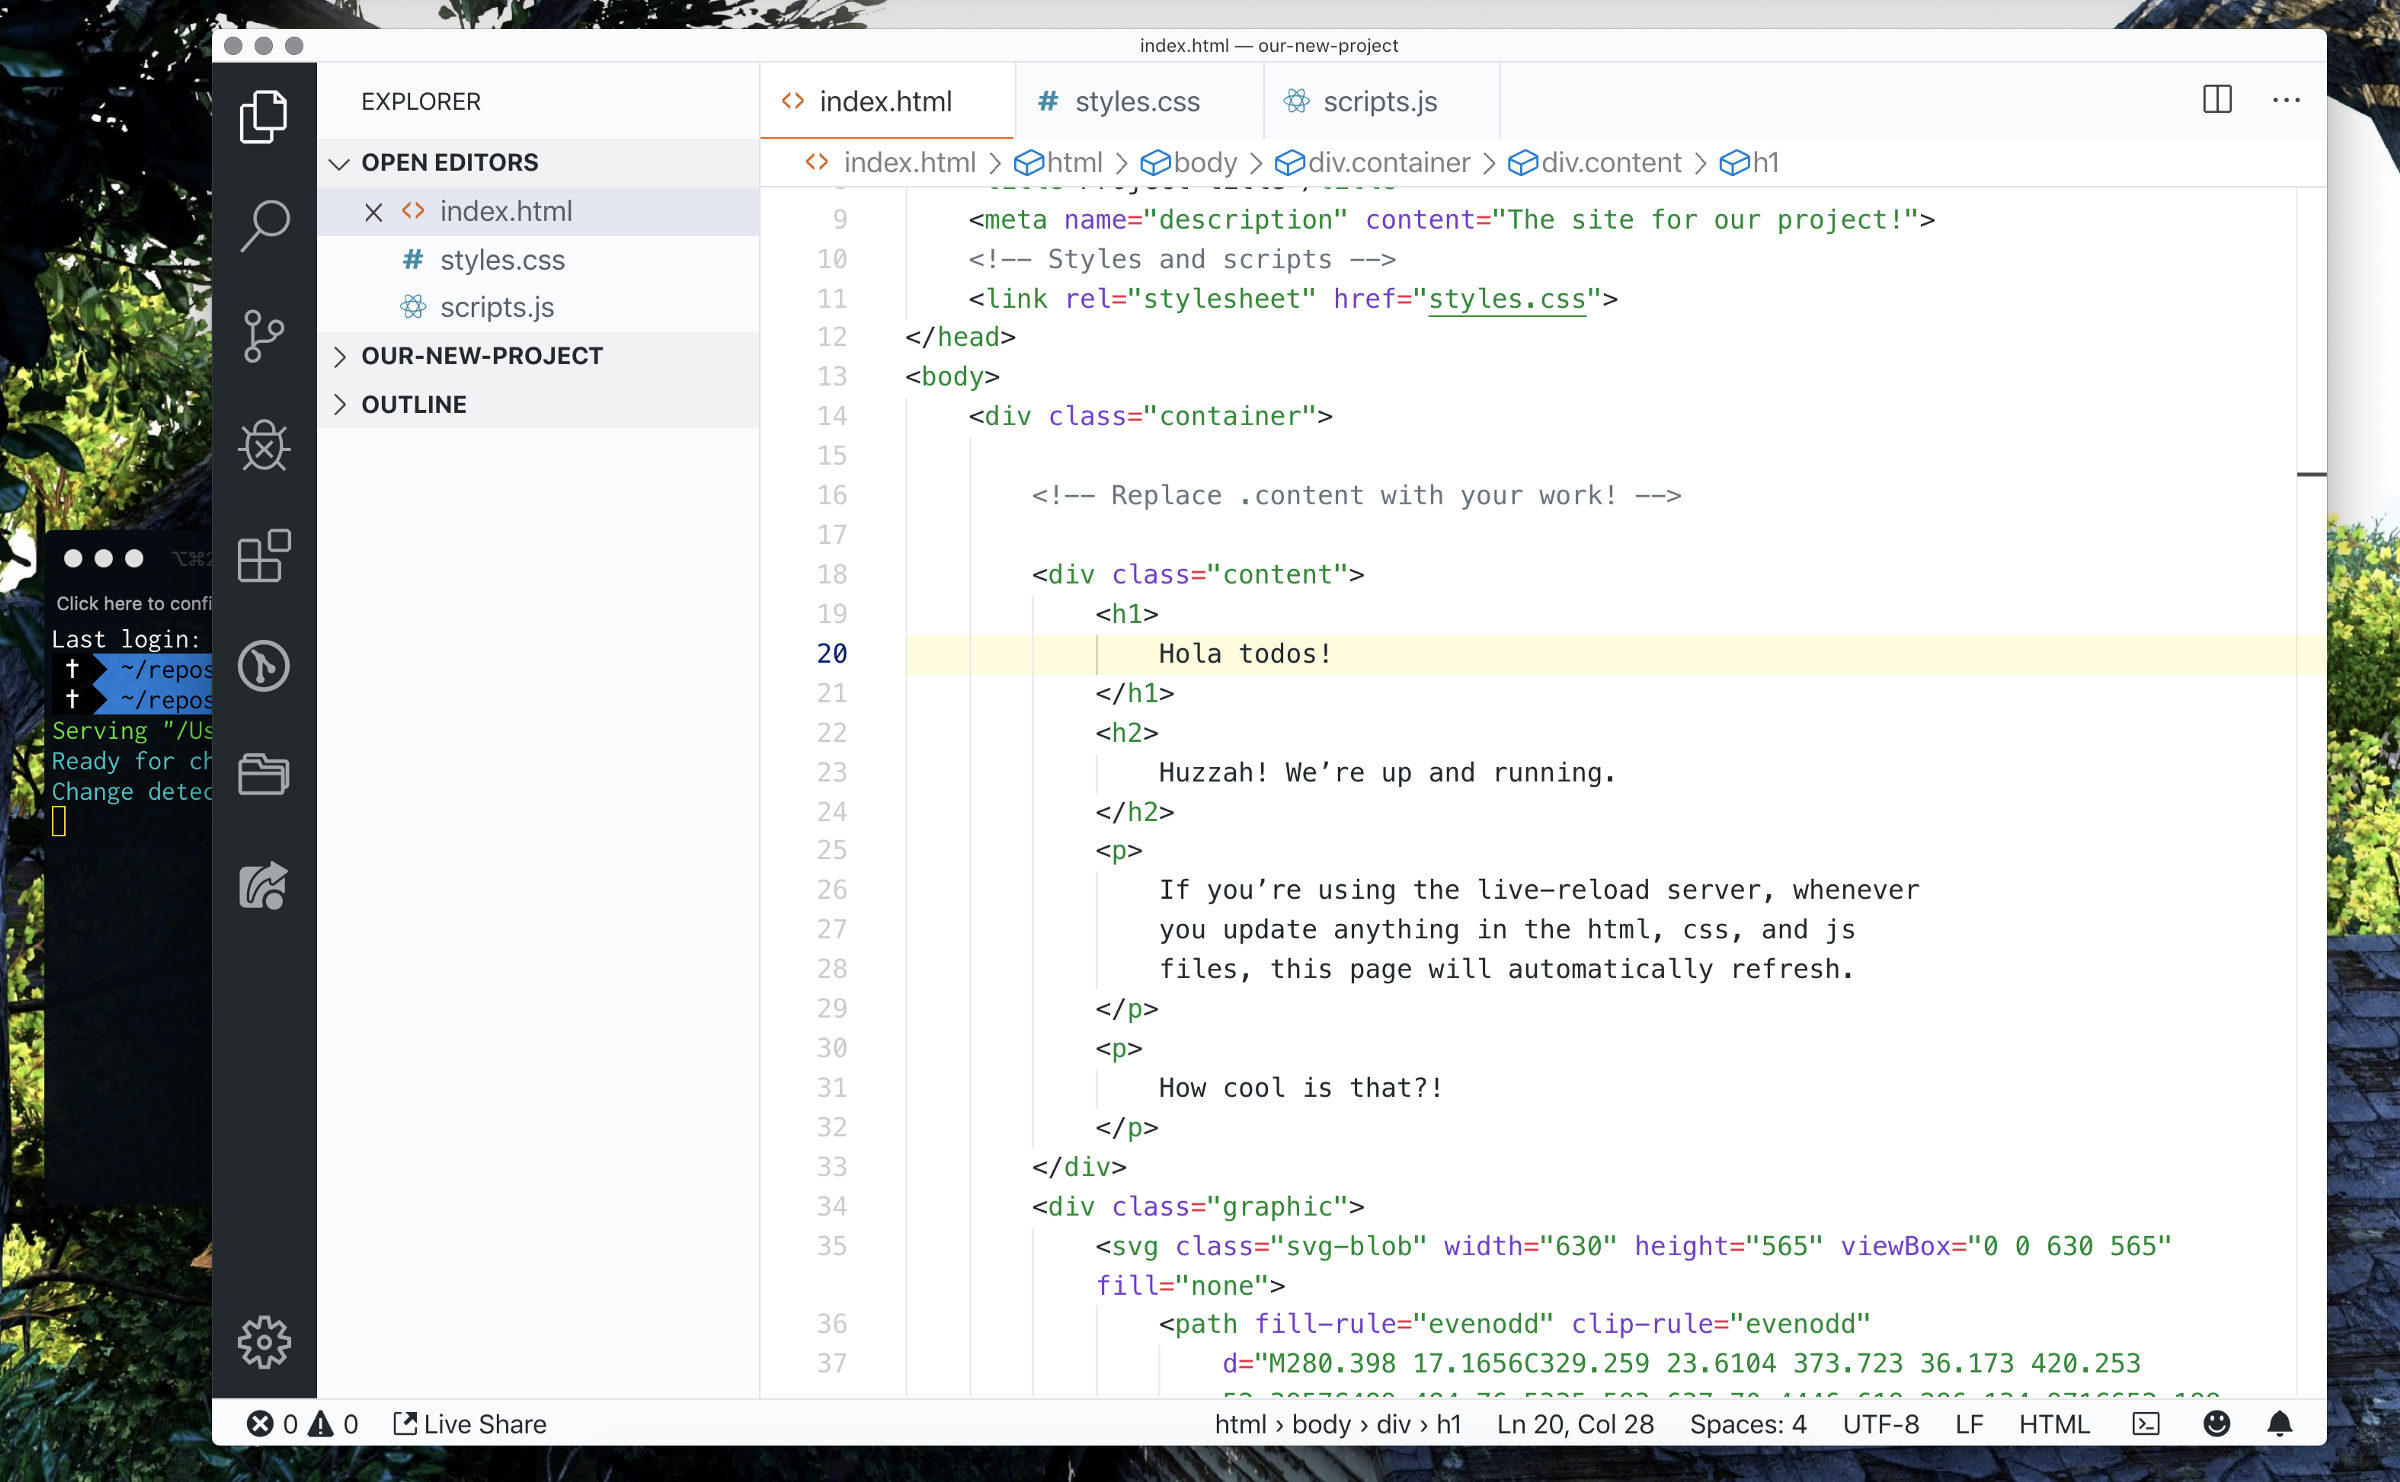 index.html — our-new-project
EXPLORER
OPEN EDITORS
index.html
# styles.css
scripts.js
OUR-NEW-PROJECT
OUTLINE
index.html
# styles.css
scripts.js
index.html > html > body > div.container > div.content > h1
9 <meta name="description" content="The site for our project!">
10 <!-- Styles and scripts -->
11 <link rel="stylesheet" href="styles.css">
12 </head>
13 <body>
14 <div class="container">
15
16 <!-- Replace .content with your work! -->
17
18 <div class="content">
19 <h1>
20 Hola todos!
21 </h1>
22 <h2>
23 Huzzah! We’re up and running.
24 </h2>
25 <p>
26 If you’re using the live-reload server, whenever
27 you update anything in the html, css, and js
28 files, this page will automatically refresh.
29 </p>
30 <p>
31 How cool is that?!
32 </p>
33 </div>
34 <div class="graphic">
35 <svg class="svg-blob" width="630" height="565" viewBox="0 0 630 565"
fill="none">
36 <path fill-rule="evenodd" clip-rule="evenodd"
37 d="M280.398 17.1656C329.259 23.6104 373.723 36.173 420.253
0 0 Live Share
html › body › div › h1 Ln 20, Col 28 Spaces: 4 UTF-8 LF HTML
Click here to confi
Last login:
~/repos
~/repos
Serving "/Us
Ready for ch
Change detec